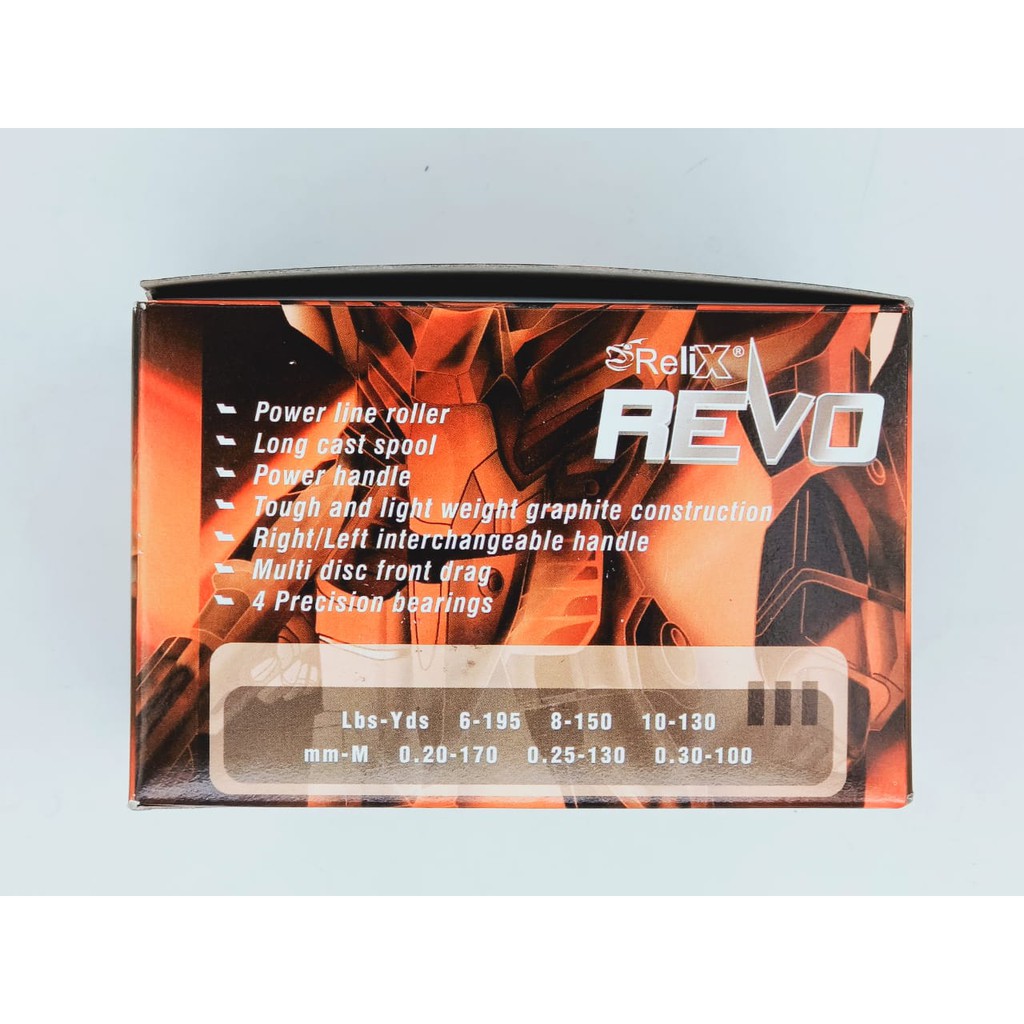 ReliX®
REVO
Power line roller
Long cast spool
Power handle
Tough and light weight graphite construction
Right/Left interchangeable handle
Multi disc front drag
4 Precision bearings
Lbs-Yds 6-195 8-150 10-130
mm-M 0.20-170 0.25-130 0.30-100